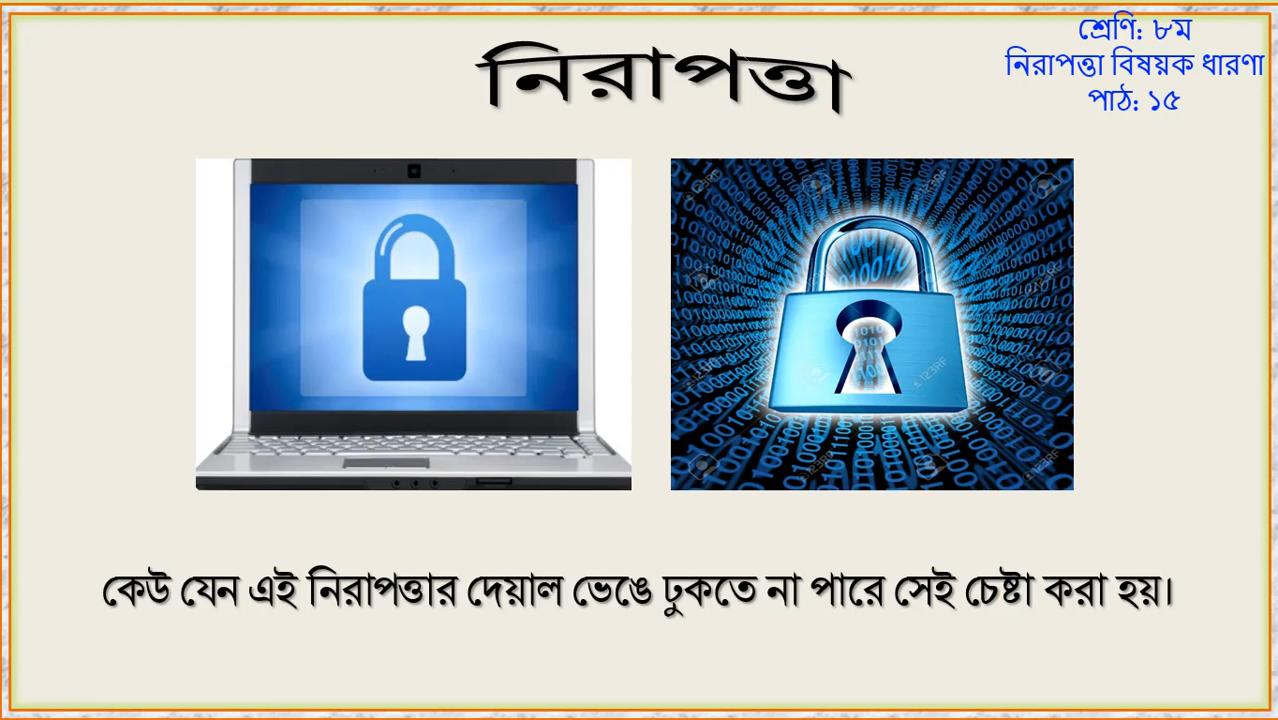 শ্রেণি: ৮ম
নিরাপত্তা বিষয়ক ধারণা
পাঠ: ১৫
নিরাপত্তা
কেউ যেন এই নিরাপত্তার দেয়াল ভেঙে ঢুকতে না পারে সেই চেষ্টা করা হয়।